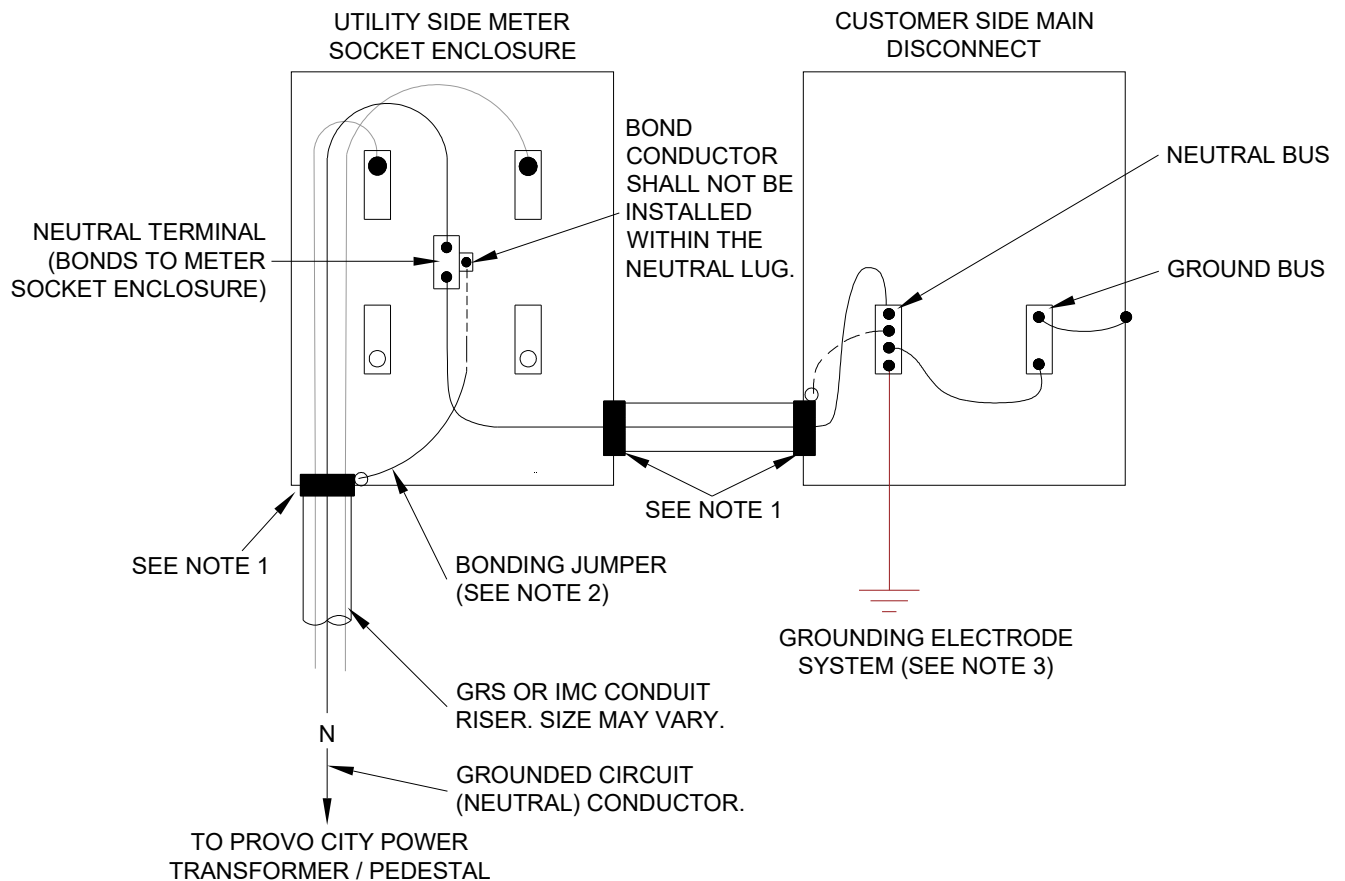 UTILITY SIDE METER
SOCKET ENCLOSURE
CUSTOMER SIDE MAIN
DISCONNECT
BOND
CONDUCTOR
SHALL NOT BE
INSTALLED
WITHIN THE
NEUTRAL LUG.
NEUTRAL BUS
NEUTRAL TERMINAL
(BONDS TO METER
SOCKET ENCLOSURE)
GROUND BUS
SEE NOTE 1
SEE NOTE 1
BONDING JUMPER
(SEE NOTE 2)
GROUNDING ELECTRODE
SYSTEM (SEE NOTE 3)
GRS OR IMC CONDUIT
RISER. SIZE MAY VARY.
N
GROUNDED CIRCUIT
(NEUTRAL) CONDUCTOR.
TO PROVO CITY POWER
TRANSFORMER / PEDESTAL